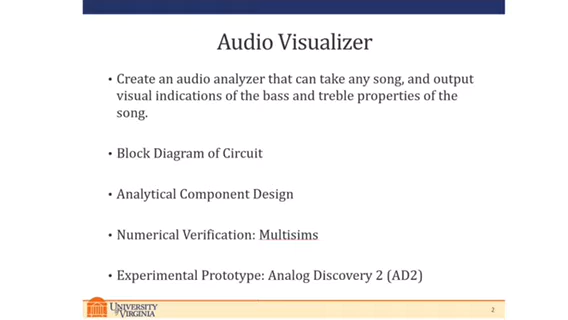 Audio Visualizer
• Create an audio analyzer that can take any song, and output
visual indications of the bass and treble properties of the
song.
• Block Diagram of Circuit
• Analytical Component Design
• Numerical Verification: Multisims
• Experimental Prototype: Analog Discovery 2 (AD2)
UNIVERSITY
of VIRGINIA
2